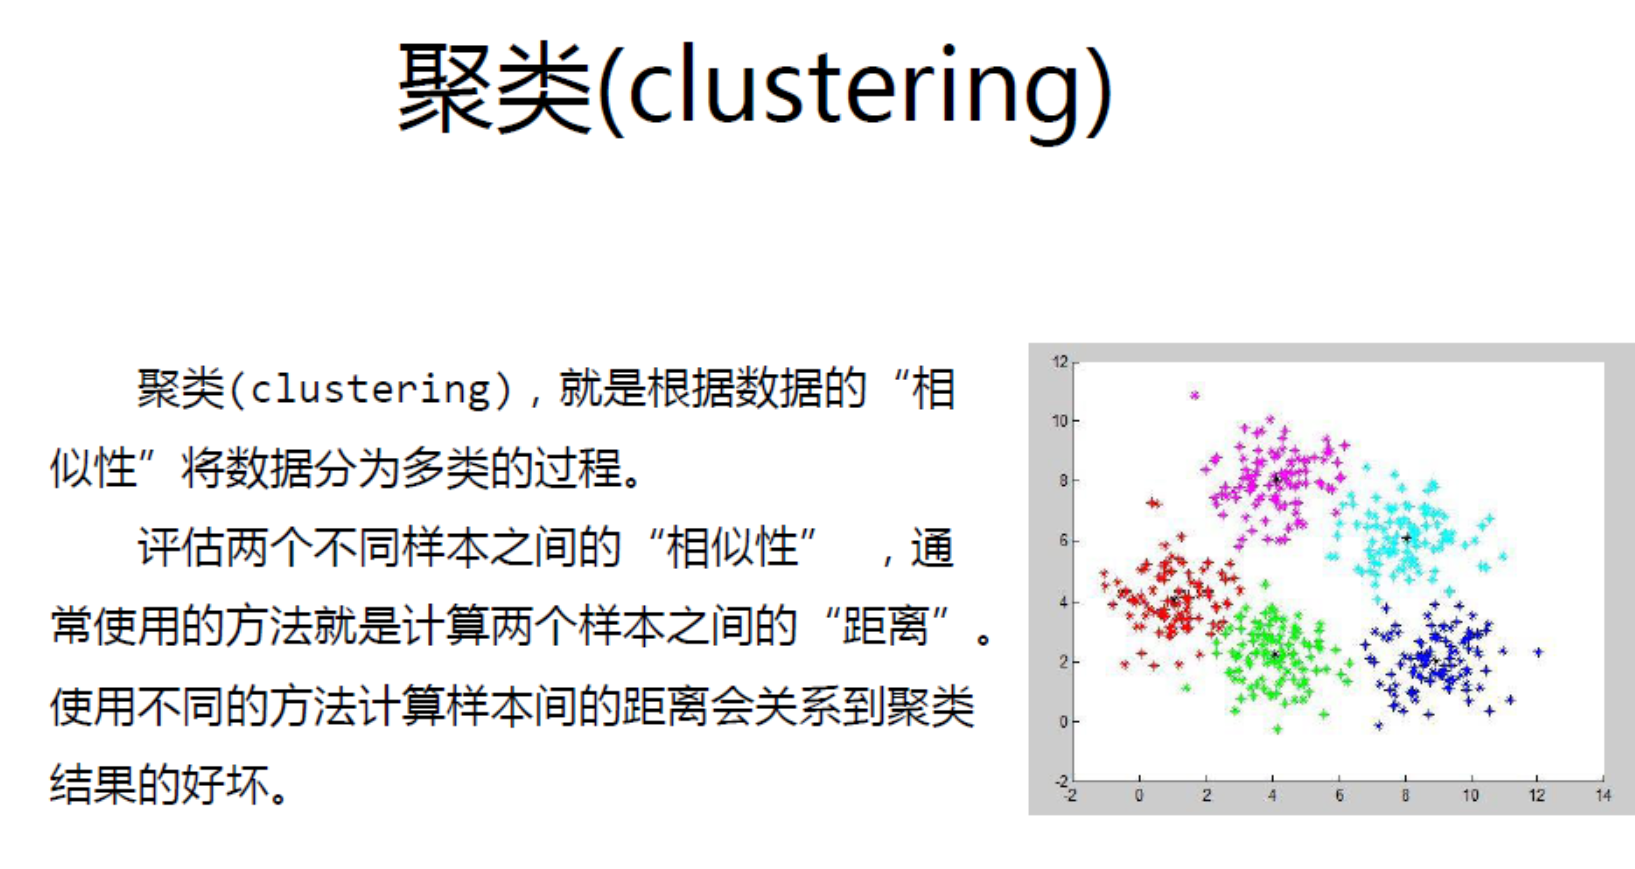 聚类(clustering)
聚类(clustering)，就是根据数据的“相
似性”将数据分为多类的过程。
评估两个不同样本之间的“相似性” ，通
常使用的方法就是计算两个样本之间的“距离”。
使用不同的方法计算样本间的距离会关系到聚类
结果的好坏。
12
10
8
6
4
2
0
-2
-2 0 2 4 6 8 10 12 14